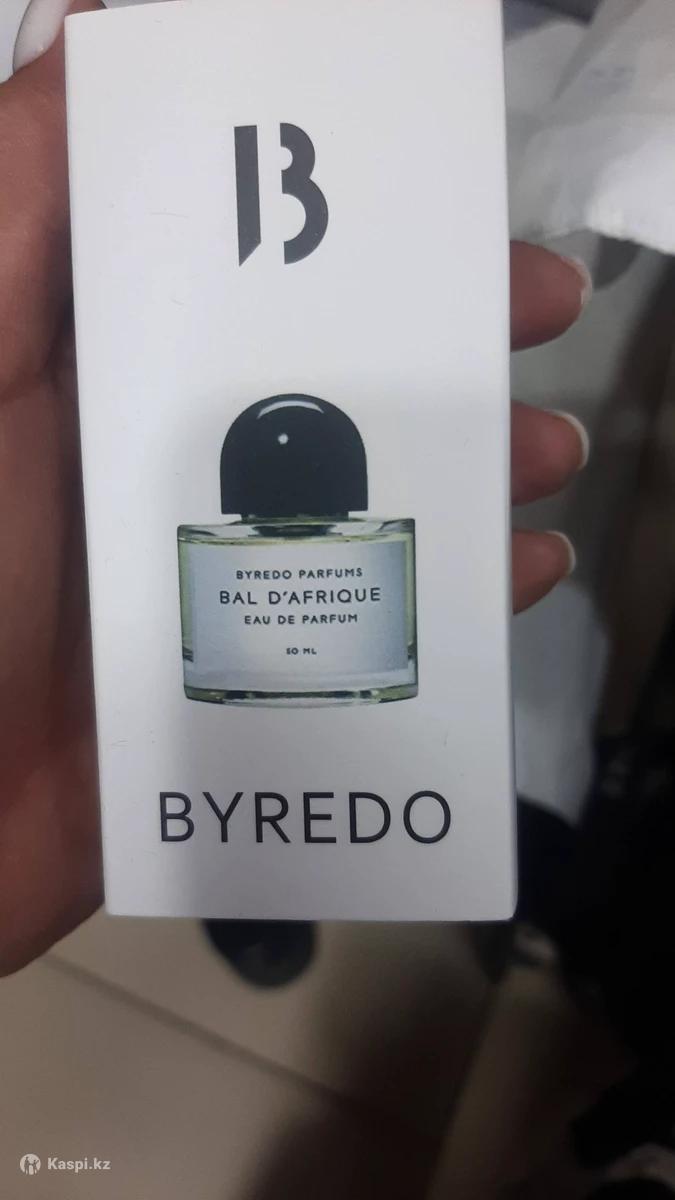 B
BYREDO PARFUMS
BAL D'AFRIQUE
EAU DE PARFUM
50 ML
BYREDO
Kaspi.kz